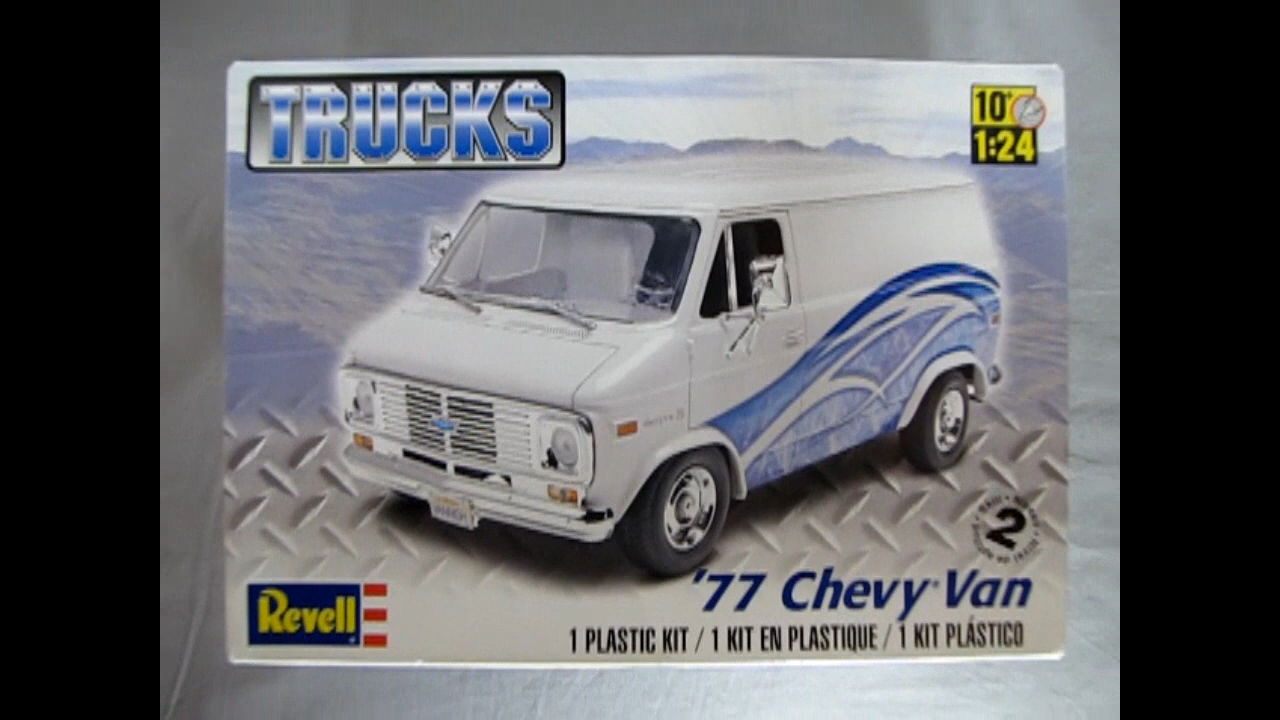 TRUCKS
10+
1:24
2
'77 Chevy® Van
Revell
1 PLASTIC KIT / 1 KIT EN PLASTIQUE / 1 KIT PLÁSTICO